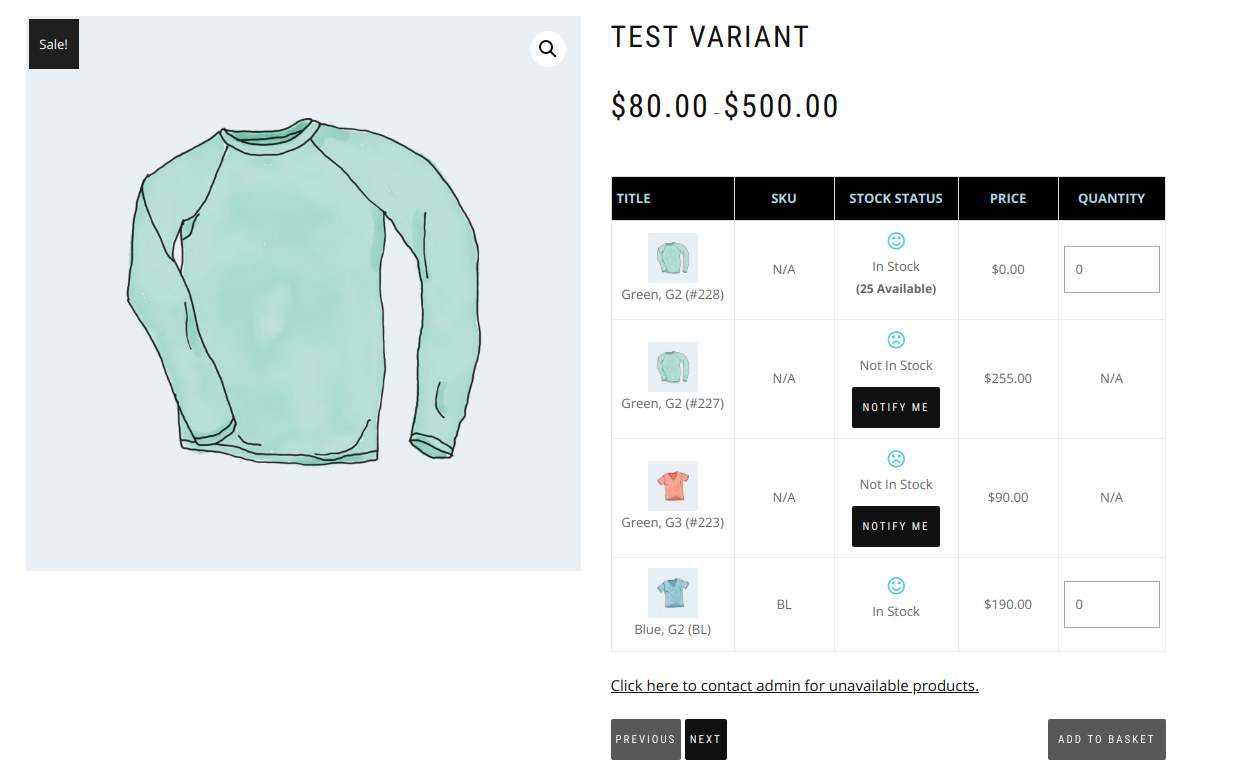 Sale!
TEST VARIANT
$80.00 – $500.00
TITLE SKU STOCK STATUS PRICE QUANTITY
Green, G2 (#228) N/A In Stock (25 Available) $0.00 0
Green, G2 (#227) N/A Not In Stock NOTIFY ME $255.00 N/A
Green, G3 (#223) N/A Not In Stock NOTIFY ME $90.00 N/A
Blue, G2 (BL) BL In Stock $190.00 0
Click here to contact admin for unavailable products.
PREVIOUS NEXT ADD TO BASKET